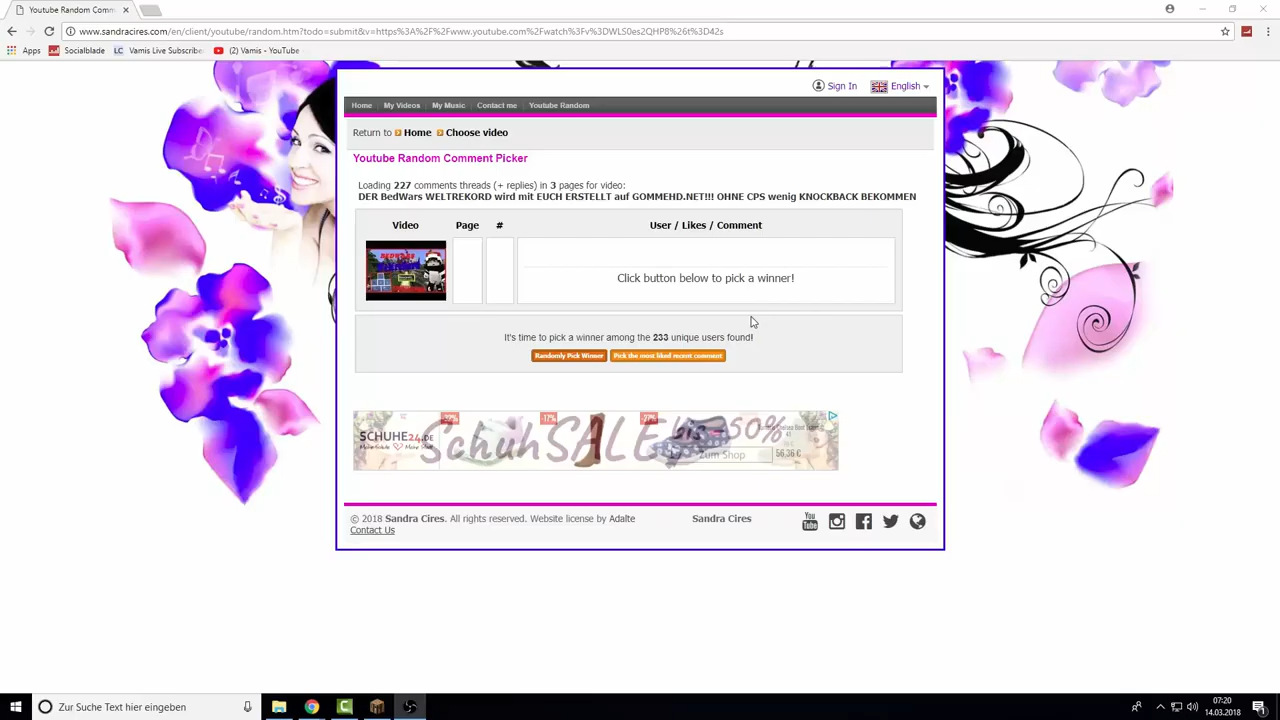 Youtube Random Comm
www.sandracires.com/en/client/youtube/random.htm?todo=submit&v=https%3A%2F%2Fwww.youtube.com%2Fwatch%3Fv%3DWLS0es2QHP8%26t%3D42s
Apps Socialblade Vamis Live Subscribe (2) Vamis - YouTube
Sign In English
Home My Videos My Music Contact me Youtube Random
Return to Home Choose video
Youtube Random Comment Picker
Loading 227 comments threads (+ replies) in 3 pages for video:
DER BedWars WELTREKORD wird mit EUCH ERSTELLT auf GOMMEHD.NET!!! OHNE CPS wenig KNOCKBACK BEKOMMEN
Video Page # User / Likes / Comment
Click button below to pick a winner!
It's time to pick a winner among the 233 unique users found!
Randomly Pick Winner Pick the most liked recent comment
SCHUHE24.DE
SchuhSALE bis 50%
Zum Shop
56,36 €
© 2018 Sandra Cires. All rights reserved. Website license by Adalte Sandra Cires
You Tube
Contact Us
Zur Suche Text hier eingeben
07:20
14.03.2018